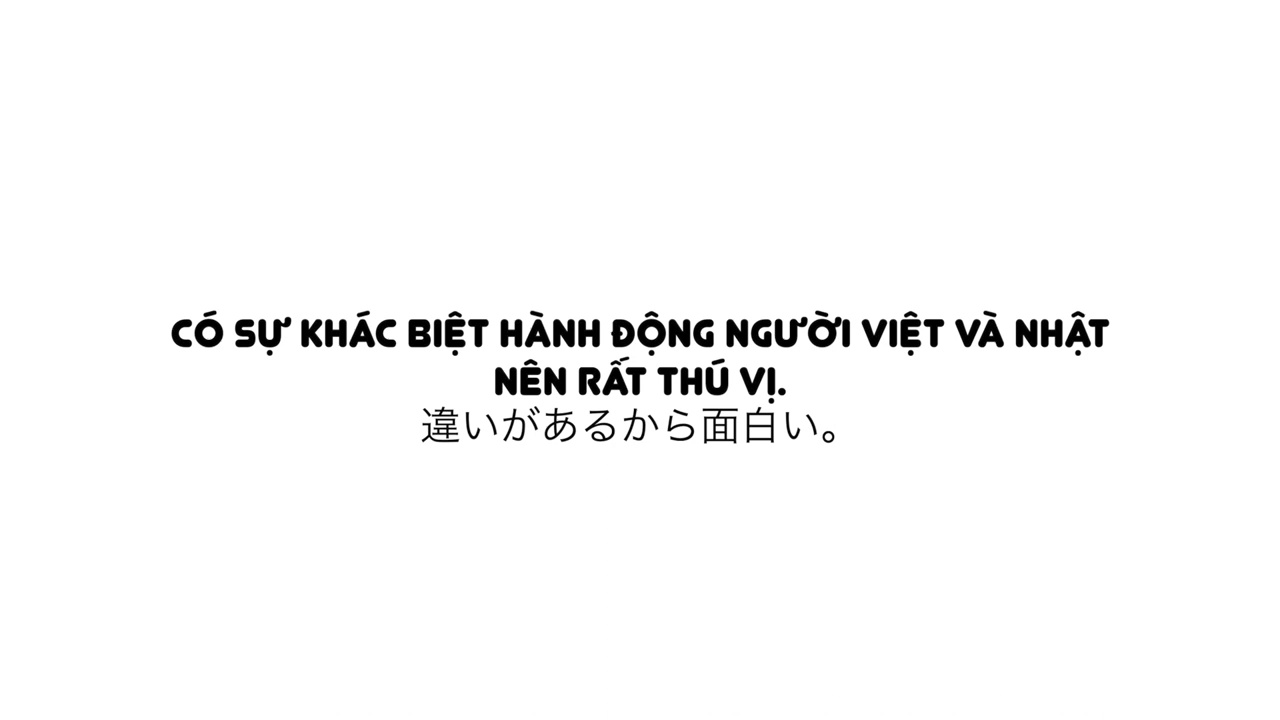 CÓ SỰ KHÁC BIỆT HÀNH ĐỘNG NGƯỜI VIỆT VÀ NHẬT
NÊN RẤT THÚ VỊ.
違いがあるから面白い。